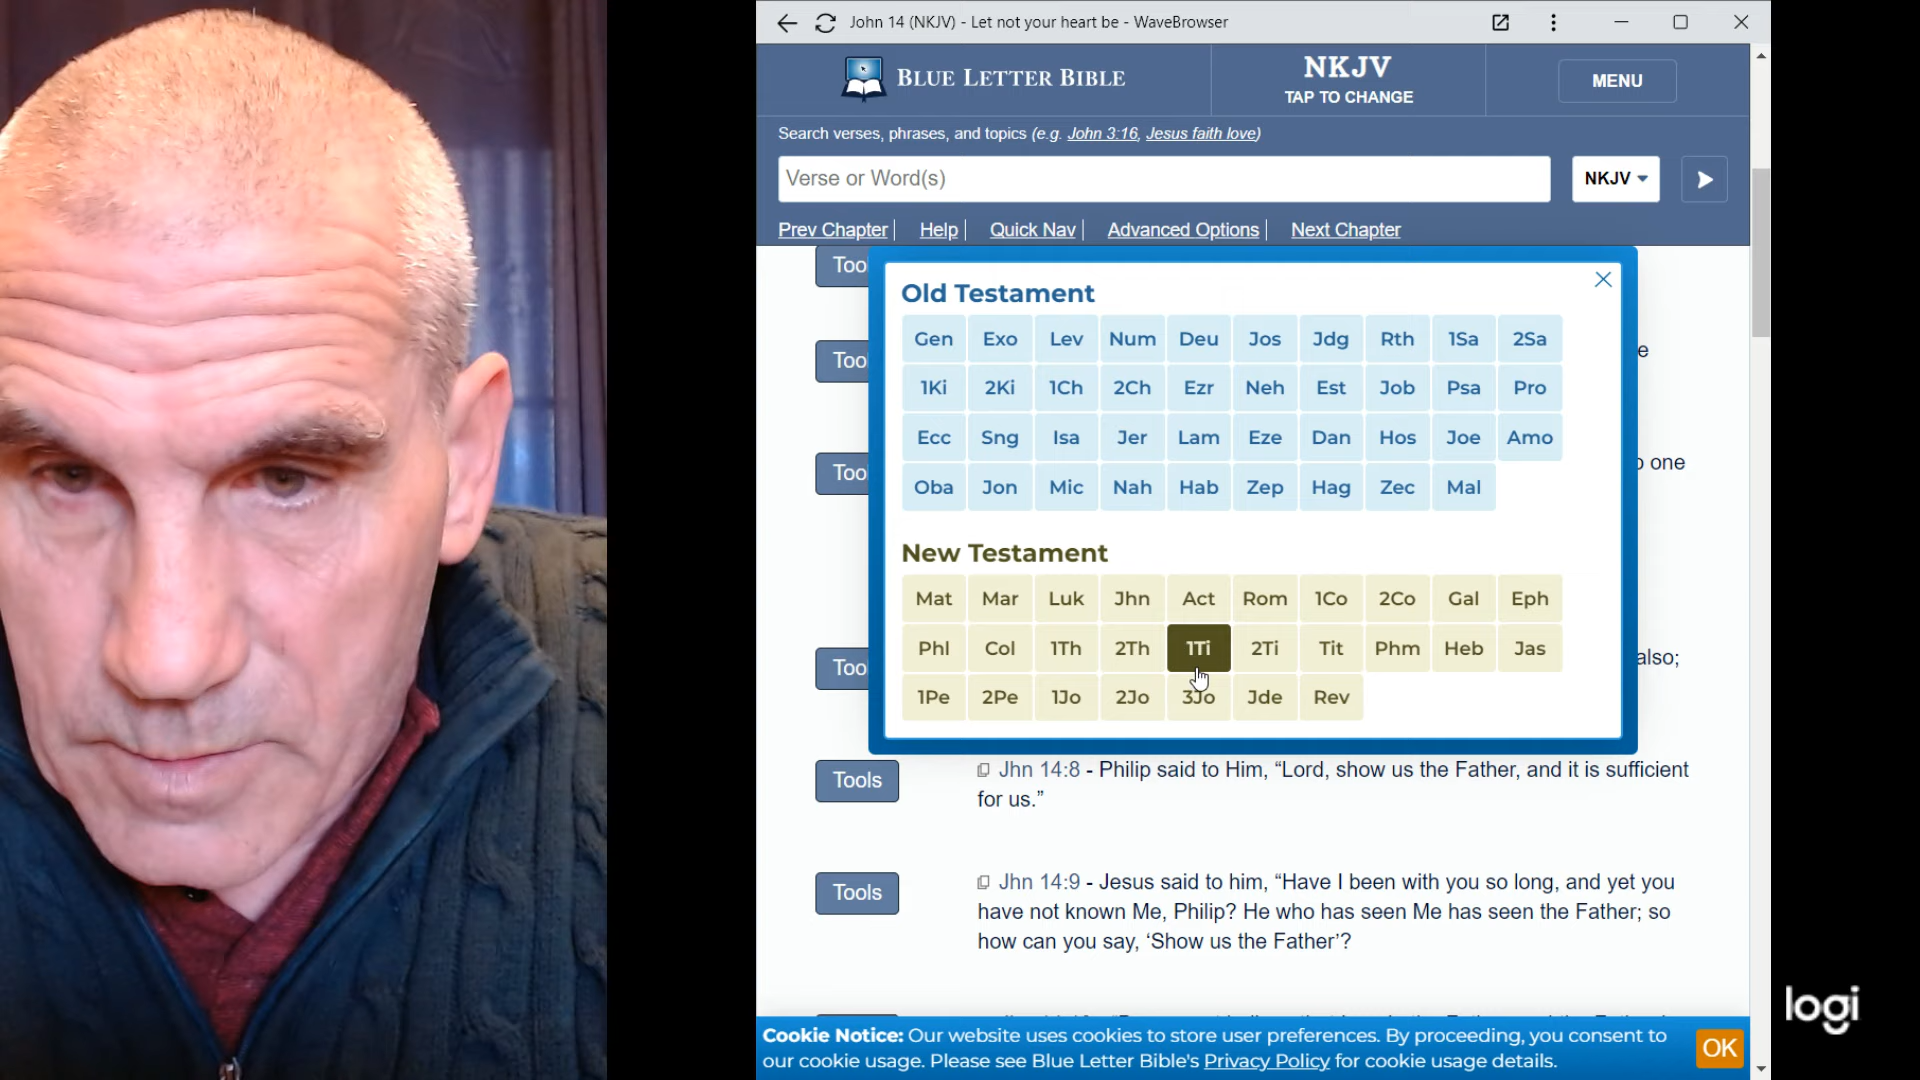 John 14 (NKJV) - Let not your heart be - WaveBrowser
BLUE LETTER BIBLE
NKJV
TAP TO CHANGE
MENU
Search verses, phrases, and topics (e.g. John 3:16, Jesus faith love)
Verse or Word(s)
NKJV
Prev Chapter | Help | Quick Nav | Advanced Options | Next Chapter
Old Testament
Gen Exo Lev Num Deu Jos Jdg Rth 1Sa 2Sa
1Ki 2Ki 1Ch 2Ch Ezr Neh Est Job Psa Pro
Ecc Sng Isa Jer Lam Eze Dan Hos Joe Amo
Oba Jon Mic Nah Hab Zep Hag Zec Mal
New Testament
Mat Mar Luk Jhn Act Rom 1Co 2Co Gal Eph
Phl Col 1Th 2Th 1Ti 2Ti Tit Phm Heb Jas
1Pe 2Pe 1Jo 2Jo 3Jo Jde Rev
one
also;
Tools
Jhn 14:8 - Philip said to Him, “Lord, show us the Father, and it is sufficient
for us.”
Tools
Jhn 14:9 - Jesus said to him, “Have I been with you so long, and yet you
have not known Me, Philip? He who has seen Me has seen the Father; so
how can you say, ‘Show us the Father’?
Cookie Notice: Our website uses cookies to store user preferences. By proceeding, you consent to
our cookie usage. Please see Blue Letter Bible's Privacy Policy for cookie usage details.
OK
logi